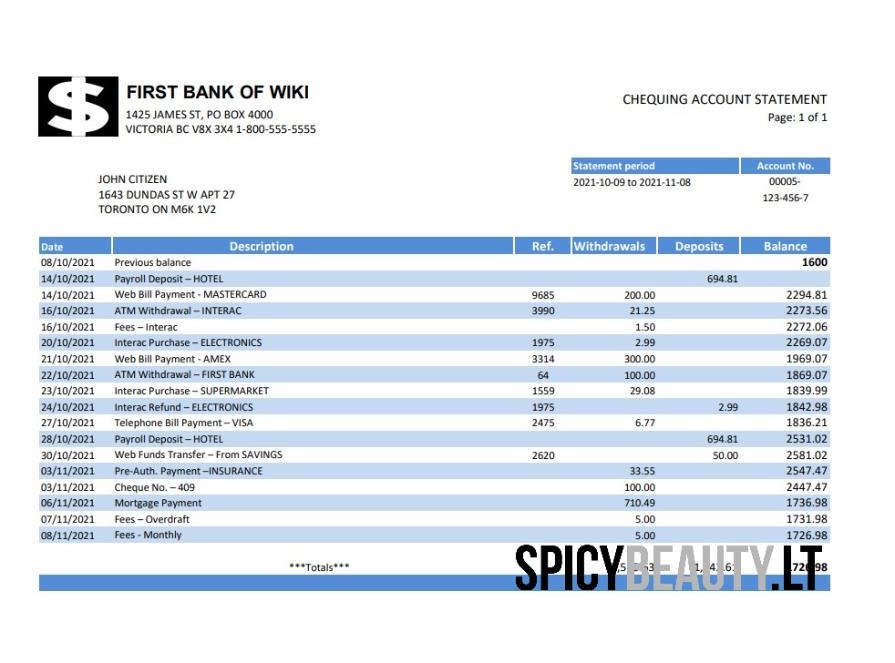 FIRST BANK OF WIKI
1425 JAMES ST, PO BOX 4000
VICTORIA BC V8X 3X4 1-800-555-5555
CHEQUING ACCOUNT STATEMENT
Page: 1 of 1
JOHN CITIZEN
1643 DUNDAS ST W APT 27
TORONTO ON M6K 1V2
Statement period Account No.
2021-10-09 to 2021-11-08 00005-
123-456-7
Date Description Ref. Withdrawals Deposits Balance
08/10/2021 Previous balance 1600
14/10/2021 Payroll Deposit – HOTEL 694.81
14/10/2021 Web Bill Payment - MASTERCARD 9685 200.00 2294.81
16/10/2021 ATM Withdrawal – INTERAC 3990 21.25 2273.56
16/10/2021 Fees – Interac 1.50 2272.06
20/10/2021 Interac Purchase – ELECTRONICS 1975 2.99 2269.07
21/10/2021 Web Bill Payment - AMEX 3314 300.00 1969.07
22/10/2021 ATM Withdrawal – FIRST BANK 64 100.00 1869.07
23/10/2021 Interac Purchase – SUPERMARKET 1559 29.08 1839.99
24/10/2021 Interac Refund – ELECTRONICS 1975 2.99 1842.98
27/10/2021 Telephone Bill Payment – VISA 2475 6.77 1836.21
28/10/2021 Payroll Deposit – HOTEL 694.81 2531.02
30/10/2021 Web Funds Transfer – From SAVINGS 2620 50.00 2581.02
03/11/2021 Pre-Auth. Payment –INSURANCE 33.55 2547.47
03/11/2021 Cheque No. – 409 100.00 2447.47
06/11/2021 Mortgage Payment 710.49 1736.98
07/11/2021 Fees – Overdraft 5.00 1731.98
08/11/2021 Fees - Monthly 5.00 1726.98
***Totals***
SPICYBEAUTY.LT